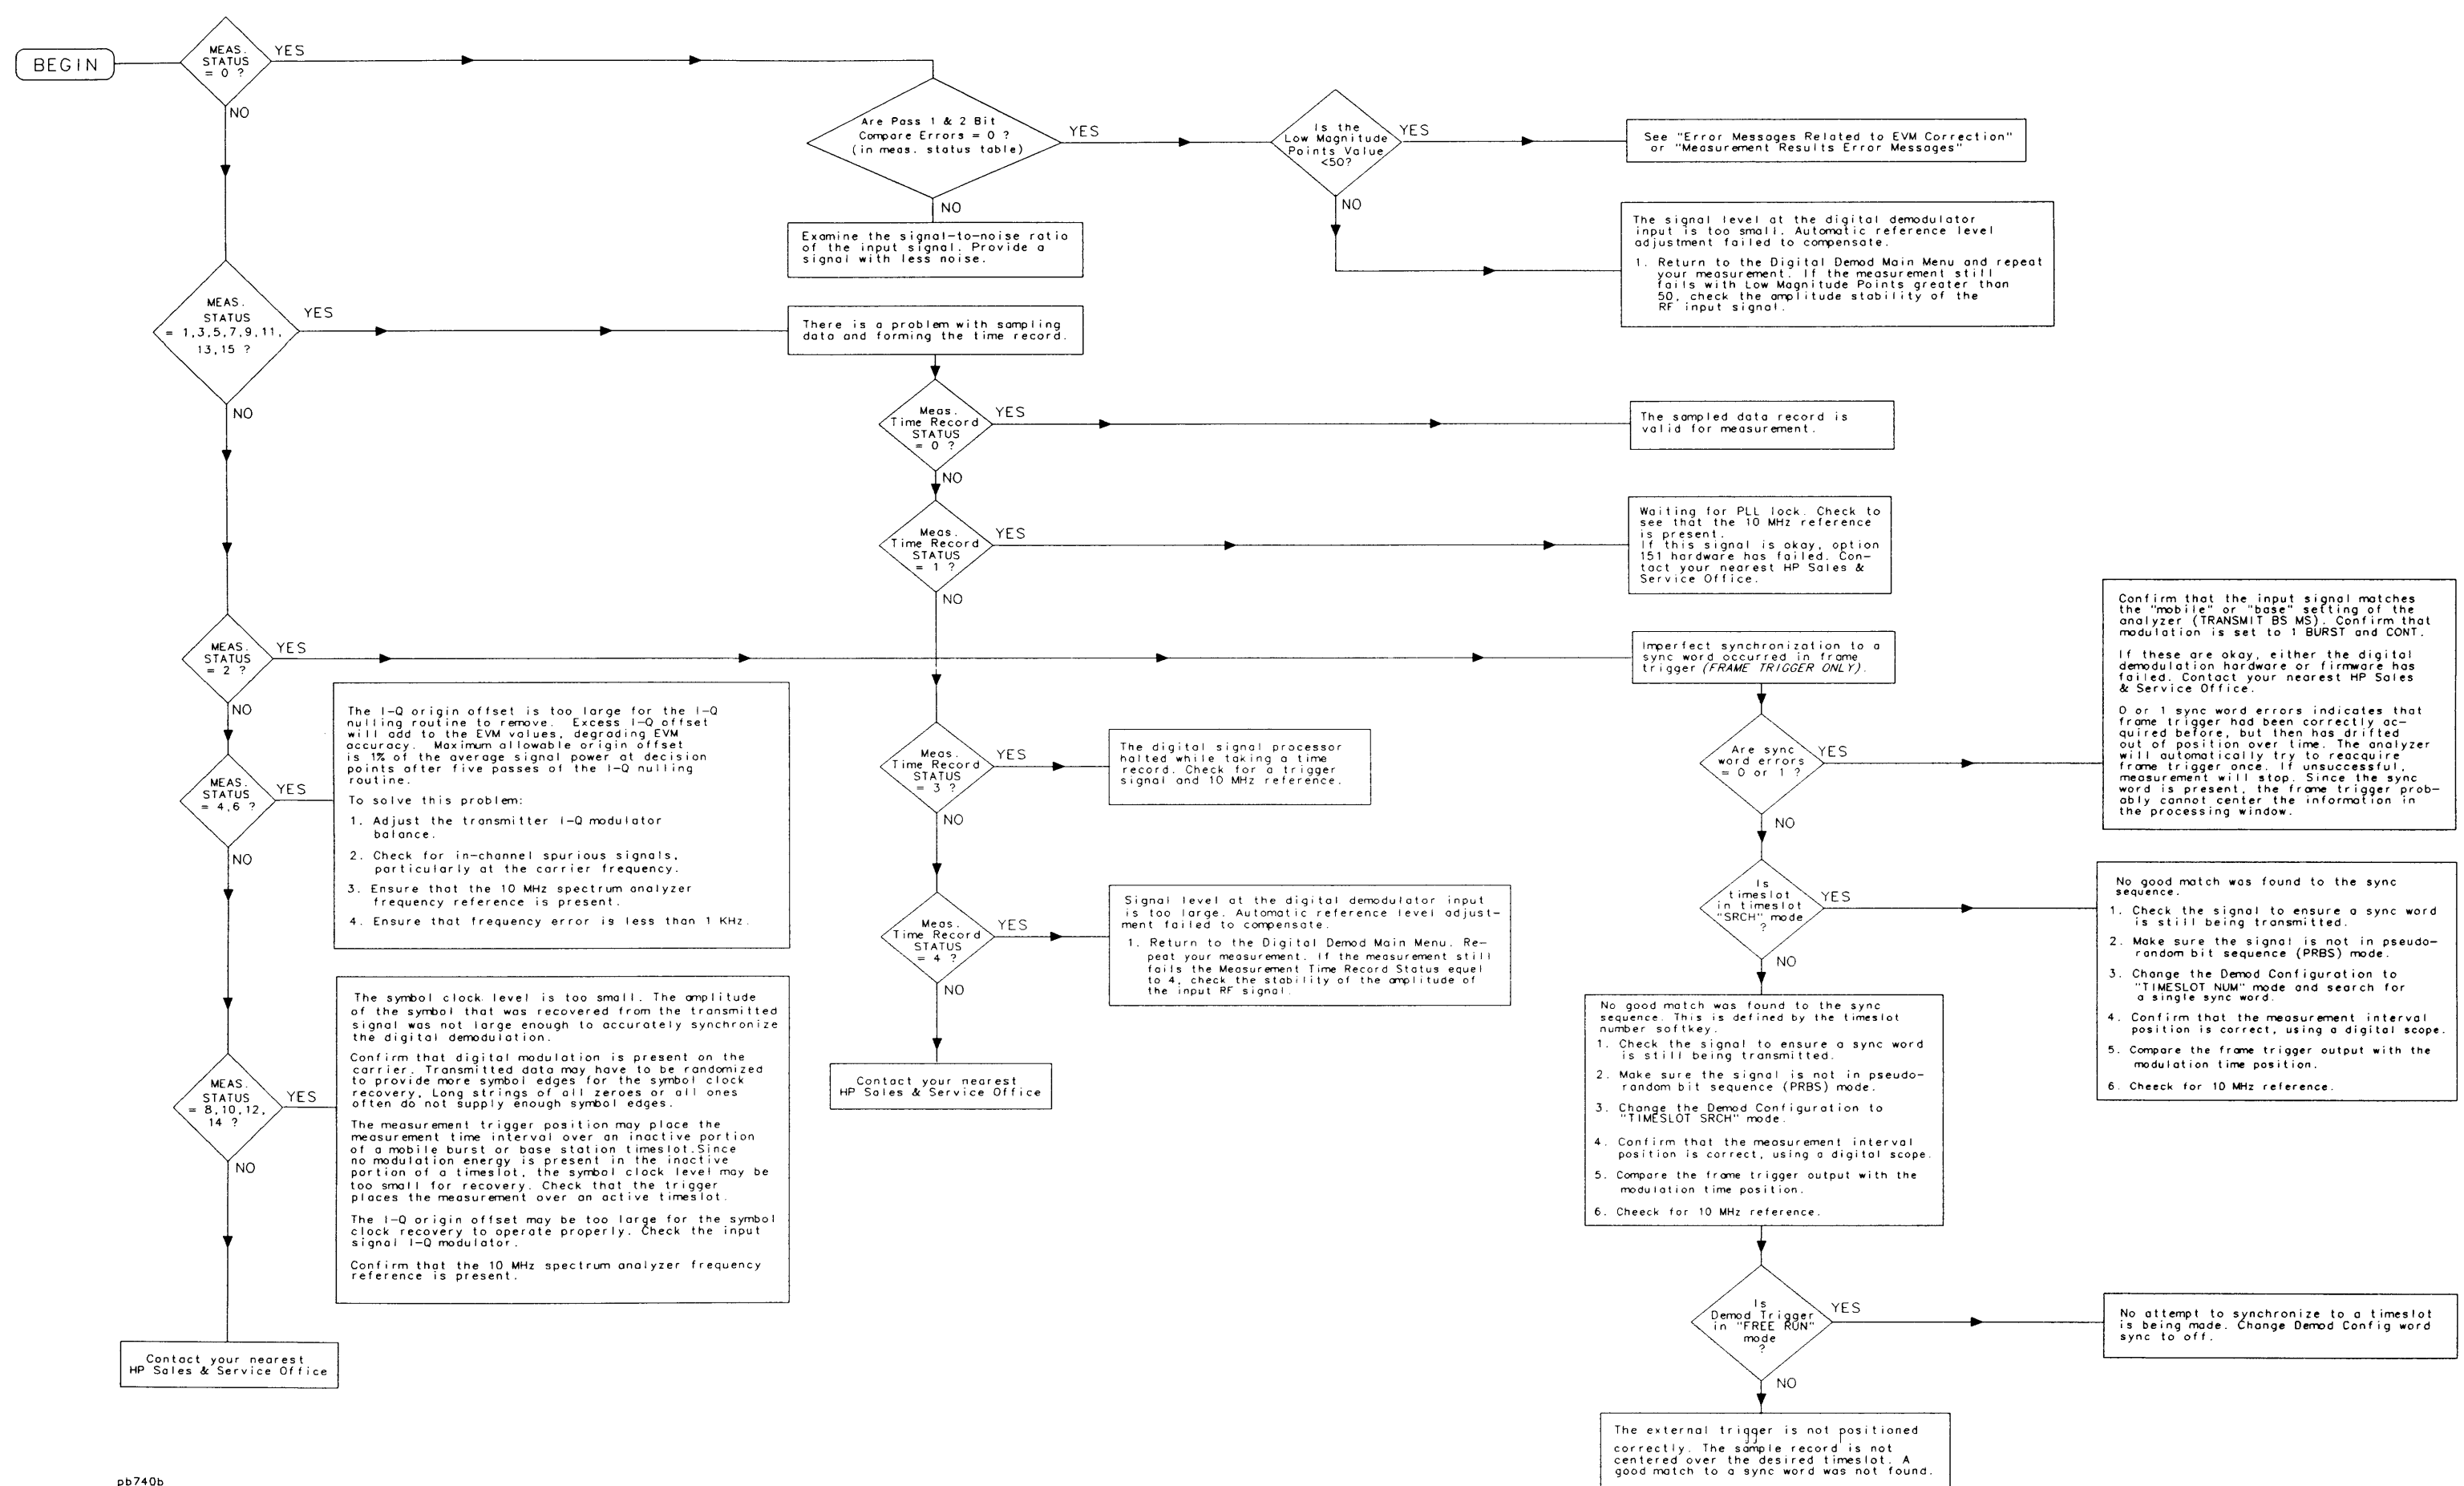 BEGIN
MEAS.
STATUS
= 0 ?
YES
NO
Are Pass 1 & 2 Bit
Compare Errors = 0 ?
(in meas. status table)
YES
NO
Is the
Low Magnitude
Points Value
<50?
YES
NO
See "Error Messages Related to EVM Correction"
or "Measurement Results Error Messages"
The signal level at the digital demodulator
input is too small. Automatic reference level
adjustment failed to compensate.
1. Return to the Digital Demod Main Menu and repeat
your measurement. If the measurement still
fails with Low Magnitude Points greater than
50, check the amplitude stability of the
RF input signal.
Examine the signal-to-noise ratio
of the input signal. Provide a
signal with less noise.
MEAS.
STATUS
= 1,3,5,7,9,11,
13,15 ?
YES
NO
There is a problem with sampling
data and forming the time record.
Meas.
Time Record
STATUS
= 0 ?
YES
NO
The sampled data record is
valid for measurement.
Meas.
Time Record
STATUS
= 1 ?
YES
NO
Waiting for PLL lock. Check to
see that the 10 MHz reference
is present.
If this signal is okay, option
151 hardware has failed. Con-
tact your nearest HP Sales &
Service Office.
MEAS.
STATUS
= 2 ?
YES
NO
Imperfect synchronization to a
sync word occurred in frame
trigger (FRAME TRIGGER ONLY).
Confirm that the input signal matches
the "mobile" or "base" setting of the
analyzer (TRANSMIT BS MS). Confirm that
modulation is set to 1 BURST and CONT.
If these are okay, either the digital
demodulation hardware or firmware has
failed. Contact your nearest HP Sales
& Service Office.
0 or 1 sync word errors indicates that
frame trigger had been correctly ac-
quired before, but then has drifted
out of position over time. The analyzer
will automatically try to reacquire
frame trigger once. If unsuccessful,
measurement will stop. Since the sync
word is present, the frame trigger prob-
ably cannot center the information in
the processing window.
MEAS.
STATUS
= 4,6 ?
YES
NO
The I-Q origin offset is too large for the I-Q
nulling routine to remove. Excess I-Q offset
will add to the EVM values, degrading EVM
accuracy. Maximum allowable origin offset
is 1% of the average signal power at decision
points after five passes of the I-Q nulling
routine.
To solve this problem:
1. Adjust the transmitter I-Q modulator
balance.
2. Check for in-channel spurious signals,
particularly at the carrier frequency.
3. Ensure that the 10 MHz spectrum analyzer
frequency reference is present.
4. Ensure that frequency error is less than 1 KHz.
Meas.
Time Record
STATUS
= 3 ?
YES
NO
The digital signal processor
halted while taking a time
record. Check for a trigger
signal and 10 MHz reference.
Are sync
word errors
= 0 or 1 ?
YES
NO
Meas.
Time Record
STATUS
= 4 ?
YES
NO
Signal level at the digital demodulator input
is too large. Automatic reference level adjust-
ment failed to compensate.
1. Return to the Digital Demod Main Menu. Re-
peat your measurement. If the measurement still
fails the Measurement Time Record Status equel
to 4, check the stability of the amplitude of
the input RF signal.
Contact your nearest
HP Sales & Service Office
Is
timeslot
in timeslot
"SRCH" mode
?
YES
NO
No good match was found to the sync
sequence.
1. Check the signal to ensure a sync word
is still being transmitted.
2. Make sure the signal is not in pseudo-
random bit sequence (PRBS) mode.
3. Change the Demod Configuration to
"TIMESLOT NUM" mode and search for
a single sync word.
4. Confirm that the measurement interval
position is correct, using a digital scope.
5. Compare the frame trigger output with the
modulation time position.
6. Cheeck for 10 MHz reference.
No good match was found to the sync
sequence. This is defined by the timeslot
number softkey.
1. Check the signal to ensure a sync word
is still being transmitted.
2. Make sure the signal is not in pseudo-
random bit sequence (PRBS) mode.
3. Change the Demod Configuration to
"TIMESLOT SRCH" mode.
4. Confirm that the measurement interval
position is correct, using a digital scope.
5. Compare the frame trigger output with the
modulation time position.
6. Cheeck for 10 MHz reference.
MEAS.
STATUS
= 8,10,12,
14 ?
YES
NO
The symbol clock level is too small. The amplitude
of the symbol that was recovered from the transmitted
signal was not large enough to accurately synchronize
the digital demodulation.
Confirm that digital modulation is present on the
carrier. Transmitted data may have to be randomized
to provide more symbol edges for the symbol clock
recovery, Long strings of all zeroes or all ones
often do not supply enough symbol edges.
The measurement trigger position may place the
measurement time interval over an inactive portion
of a mobile burst or base station timeslot.Since
no modulation energy is present in the inactive
portion of a timeslot, the symbol clock level may be
too small for recovery. Check that the trigger
places the measurement over an active timeslot.
The I-Q origin offset may be too large for the symbol
clock recovery to operate properly. Check the input
signal I-Q modulator.
Confirm that the 10 MHz spectrum analyzer frequency
reference is present.
Contact your nearest
HP Sales & Service Office
Is
Demod Trigger
in "FREE RUN"
mode
?
YES
NO
No attempt to synchronize to a timeslot
is being made. Change Demod Config word
sync to off.
The external trigger is not positioned
correctly. The sample record is not
centered over the desired timeslot. A
good match to a sync word was not found.
pb740b